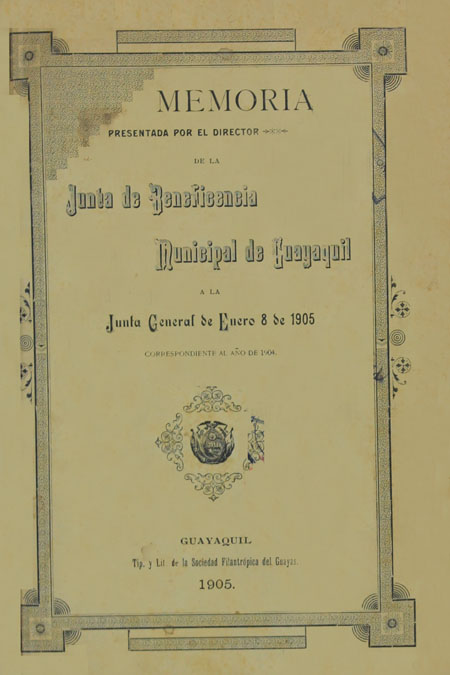 MEMORIA
PRESENTADA POR EL DIRECTOR
DE LA
Junta de Beneficencia
Municipal de Guayaquil
A LA
Junta General de Enero 8 de 1905
CORRESPONDIENTE AL AÑO DE 1904.
GUAYAQUIL
Tip. y Lit. de la Sociedad Filantrópica del Guayas.
1905.